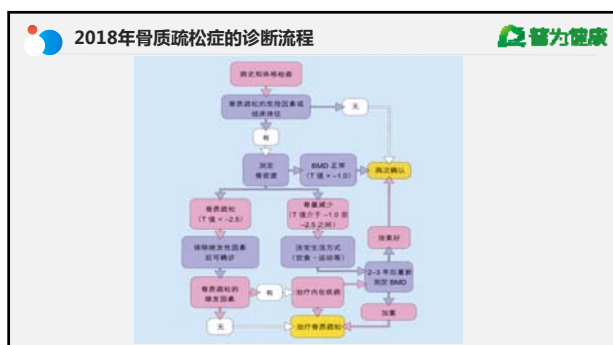 2018年骨质疏松症的诊断流程
普为健康
病史和体格检查
骨质疏松的危险因素或
临床体征
无
有
测定
骨密度
BMD 正常
(T 值 > -1.0)
再次确认
骨质疏松
(T 值 < -2.5)
骨量减少
(T 值介于 -1.0 至
-2.5 之间)
效果好
排除继发性因素
后可确诊
改变生活方式
(饮食、运动等)
2-3 年后重新
测定 BMD
骨质疏松的
继发因素
有
治疗内在疾病
加重
无
治疗骨质疏松